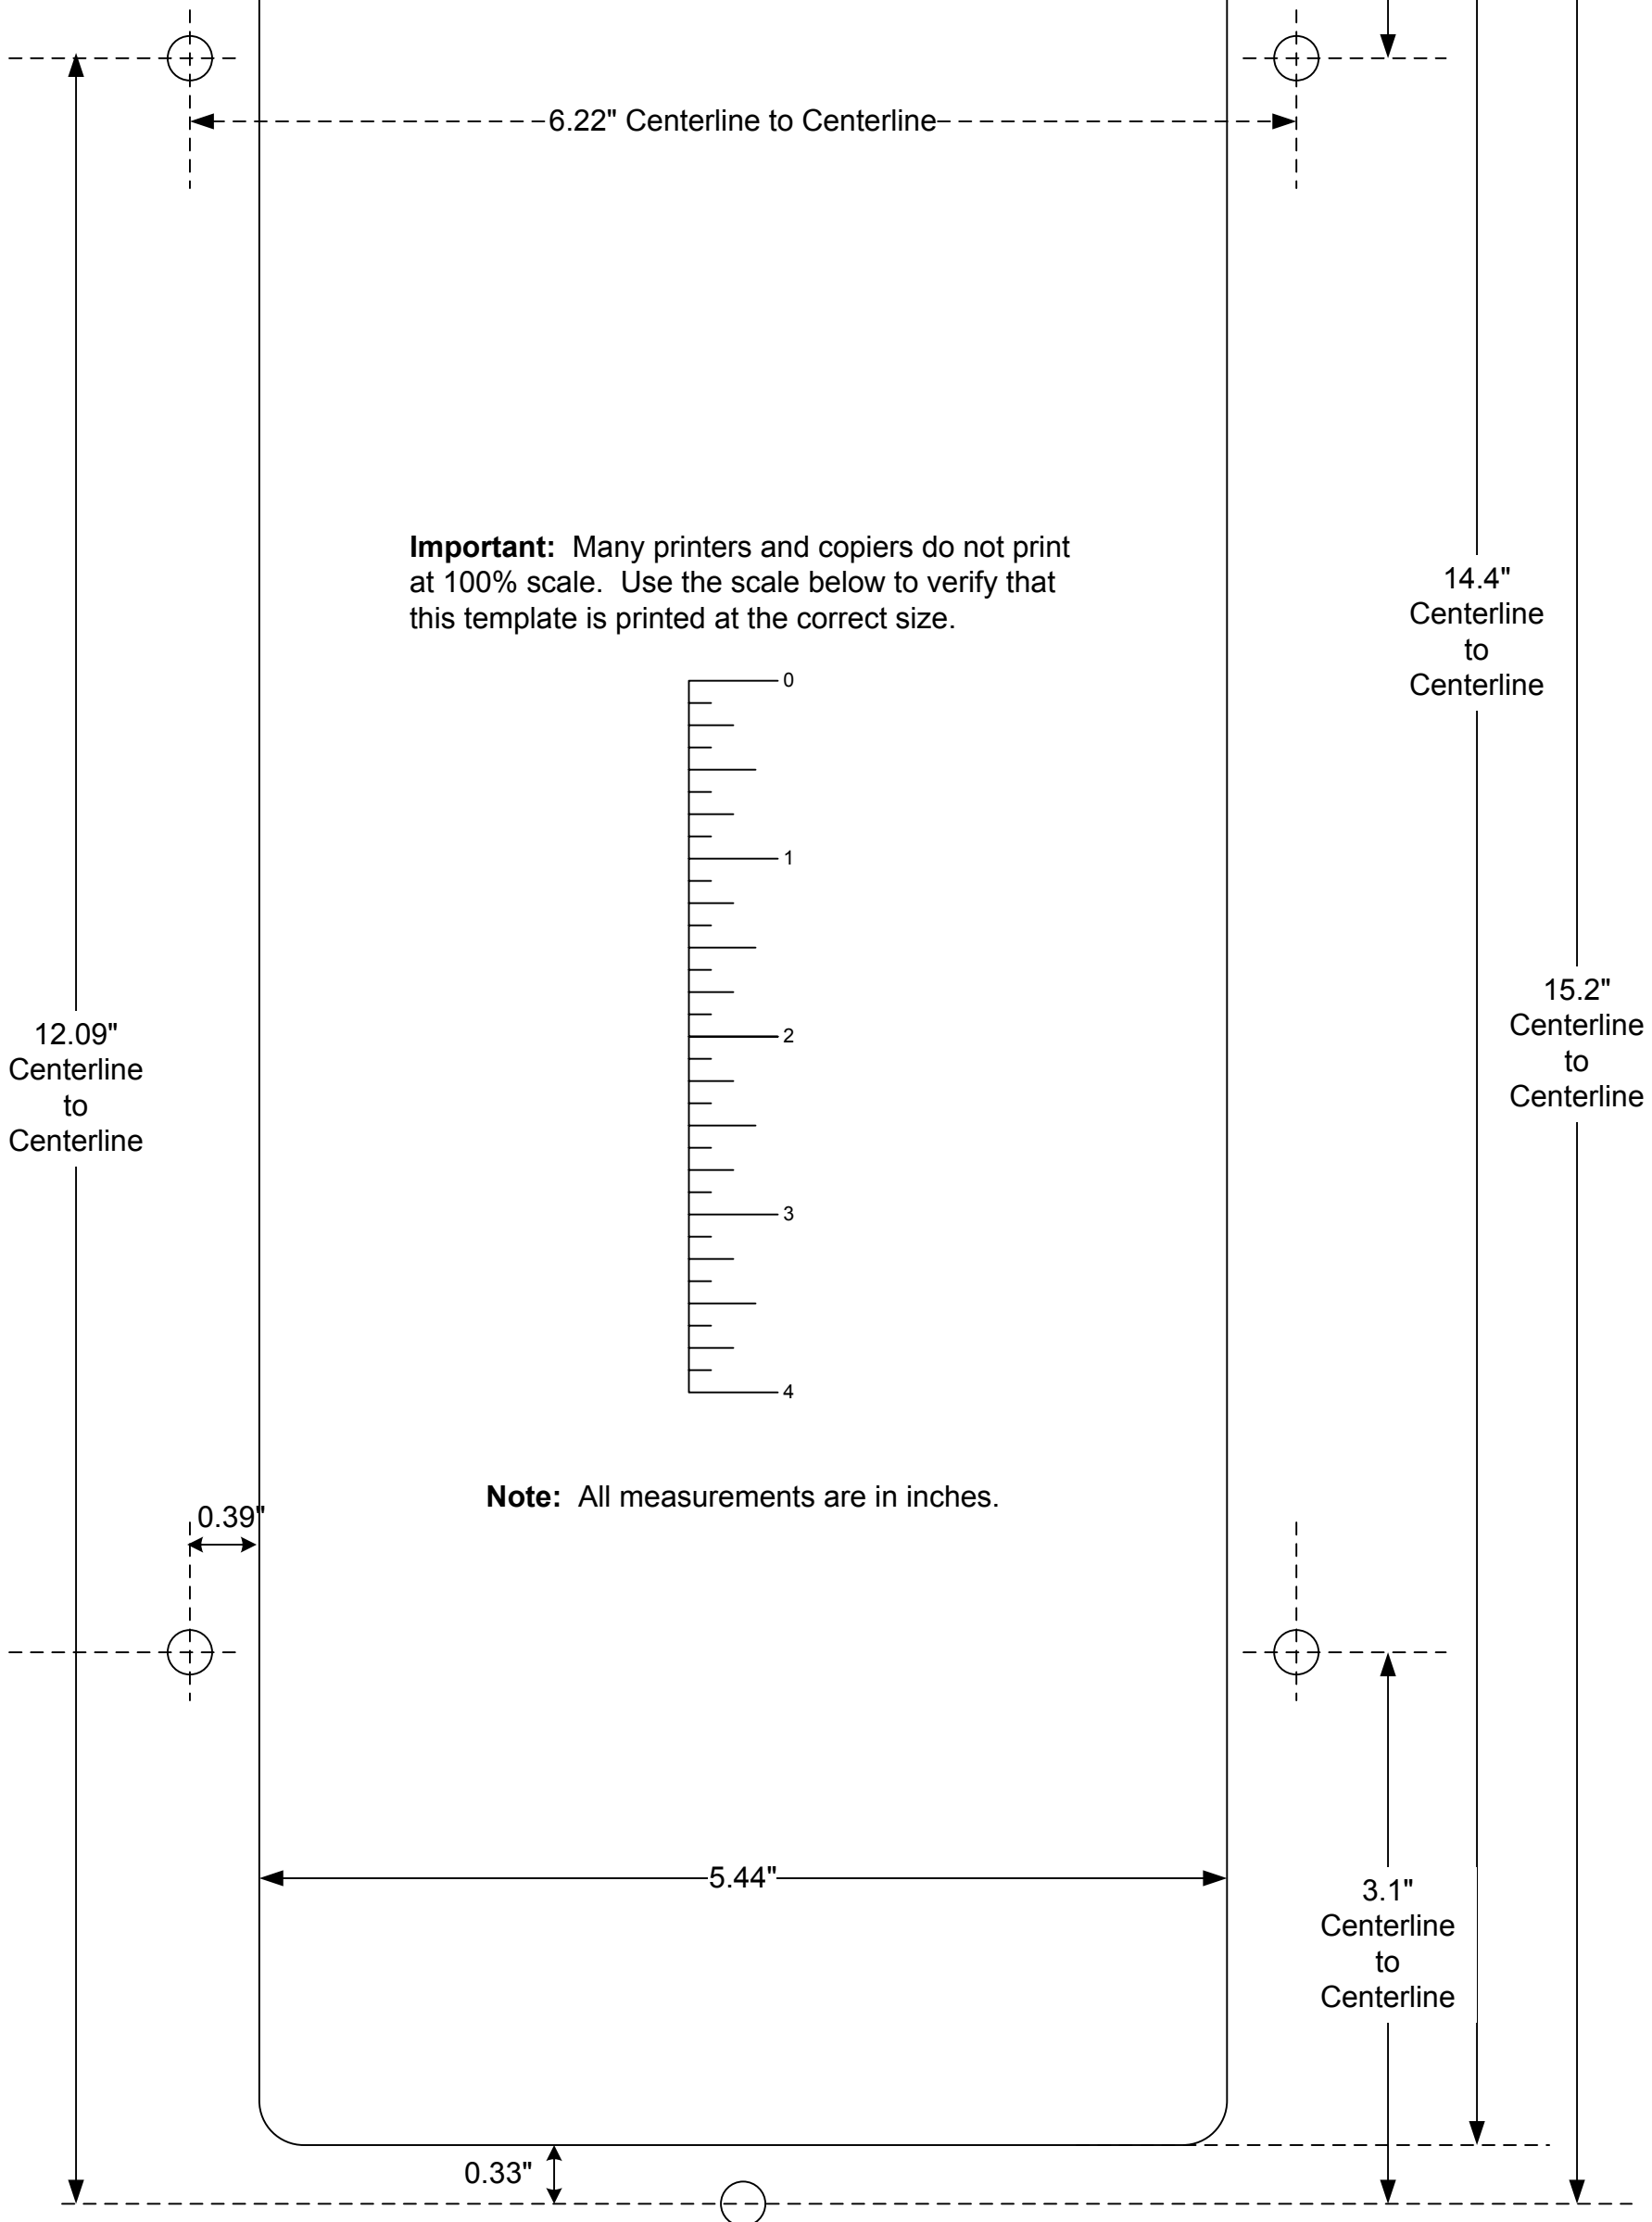 6.22" Centerline to Centerline
Important:  Many printers and copiers do not print
at 100% scale.  Use the scale below to verify that
this template is printed at the correct size.
14.4"
Centerline
to
Centerline
0
1
2
3
4
15.2"
Centerline
to
Centerline
12.09"
Centerline
to
Centerline
Note:  All measurements are in inches.
0.39"
5.44"
3.1"
Centerline
to
Centerline
0.33"